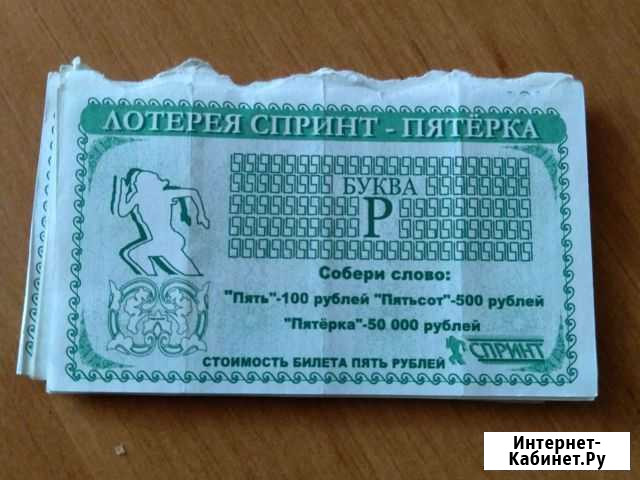 ЛОТЕРЕЯ СПРИНТ - ПЯТЁРКА
БУКВА
Р
Собери слово:
"Пять"-100 рублей "Пятьсот"-500 рублей
"Пятёрка"-50 000 рублей
СПРИНТ
СТОИМОСТЬ БИЛЕТА ПЯТЬ РУБЛЕЙ
Интернет-
Кабинет.Ру